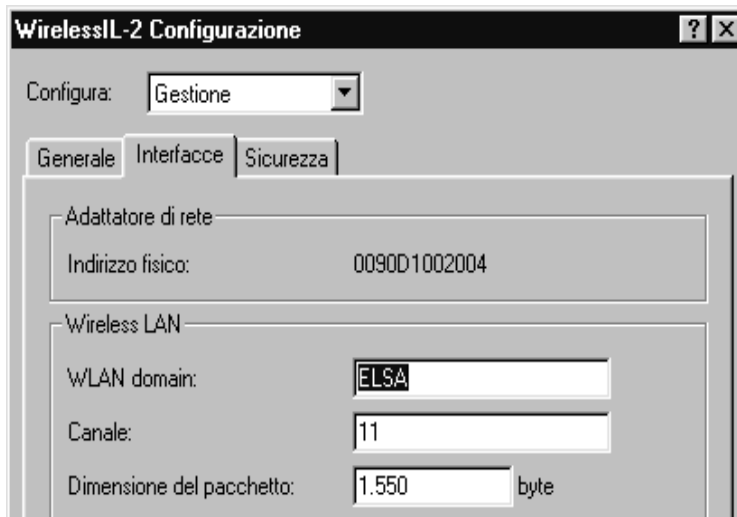 WirelessIL-2 Configurazione
Configura: Gestione
Generale Interfacce Sicurezza
Adattatore di rete
Indirizzo fisico: 0090D1002004
Wireless LAN
WLAN domain: ELSA
Canale: 11
Dimensione del pacchetto: 1.550 byte